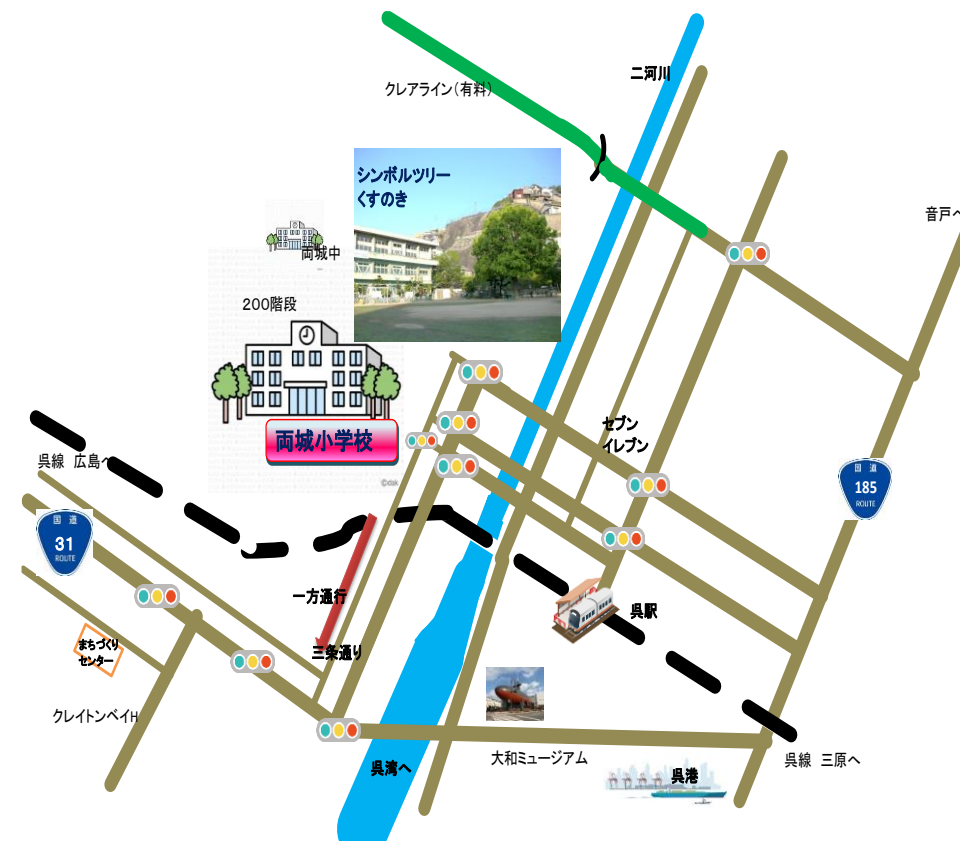 二河川
クレアライン（有料）
シンボルツリー
くすのき
音戸へ
両城中
200階段
両城小学校
セブン
イレブン
呉線 広島へ
国道
185
ROUTE
国道
31
ROUTE
一方通行
呉駅
まちづくり
センター
三条通り
クレイトンベイH
大和ミュージアム
呉線 三原へ
呉湾へ
呉港